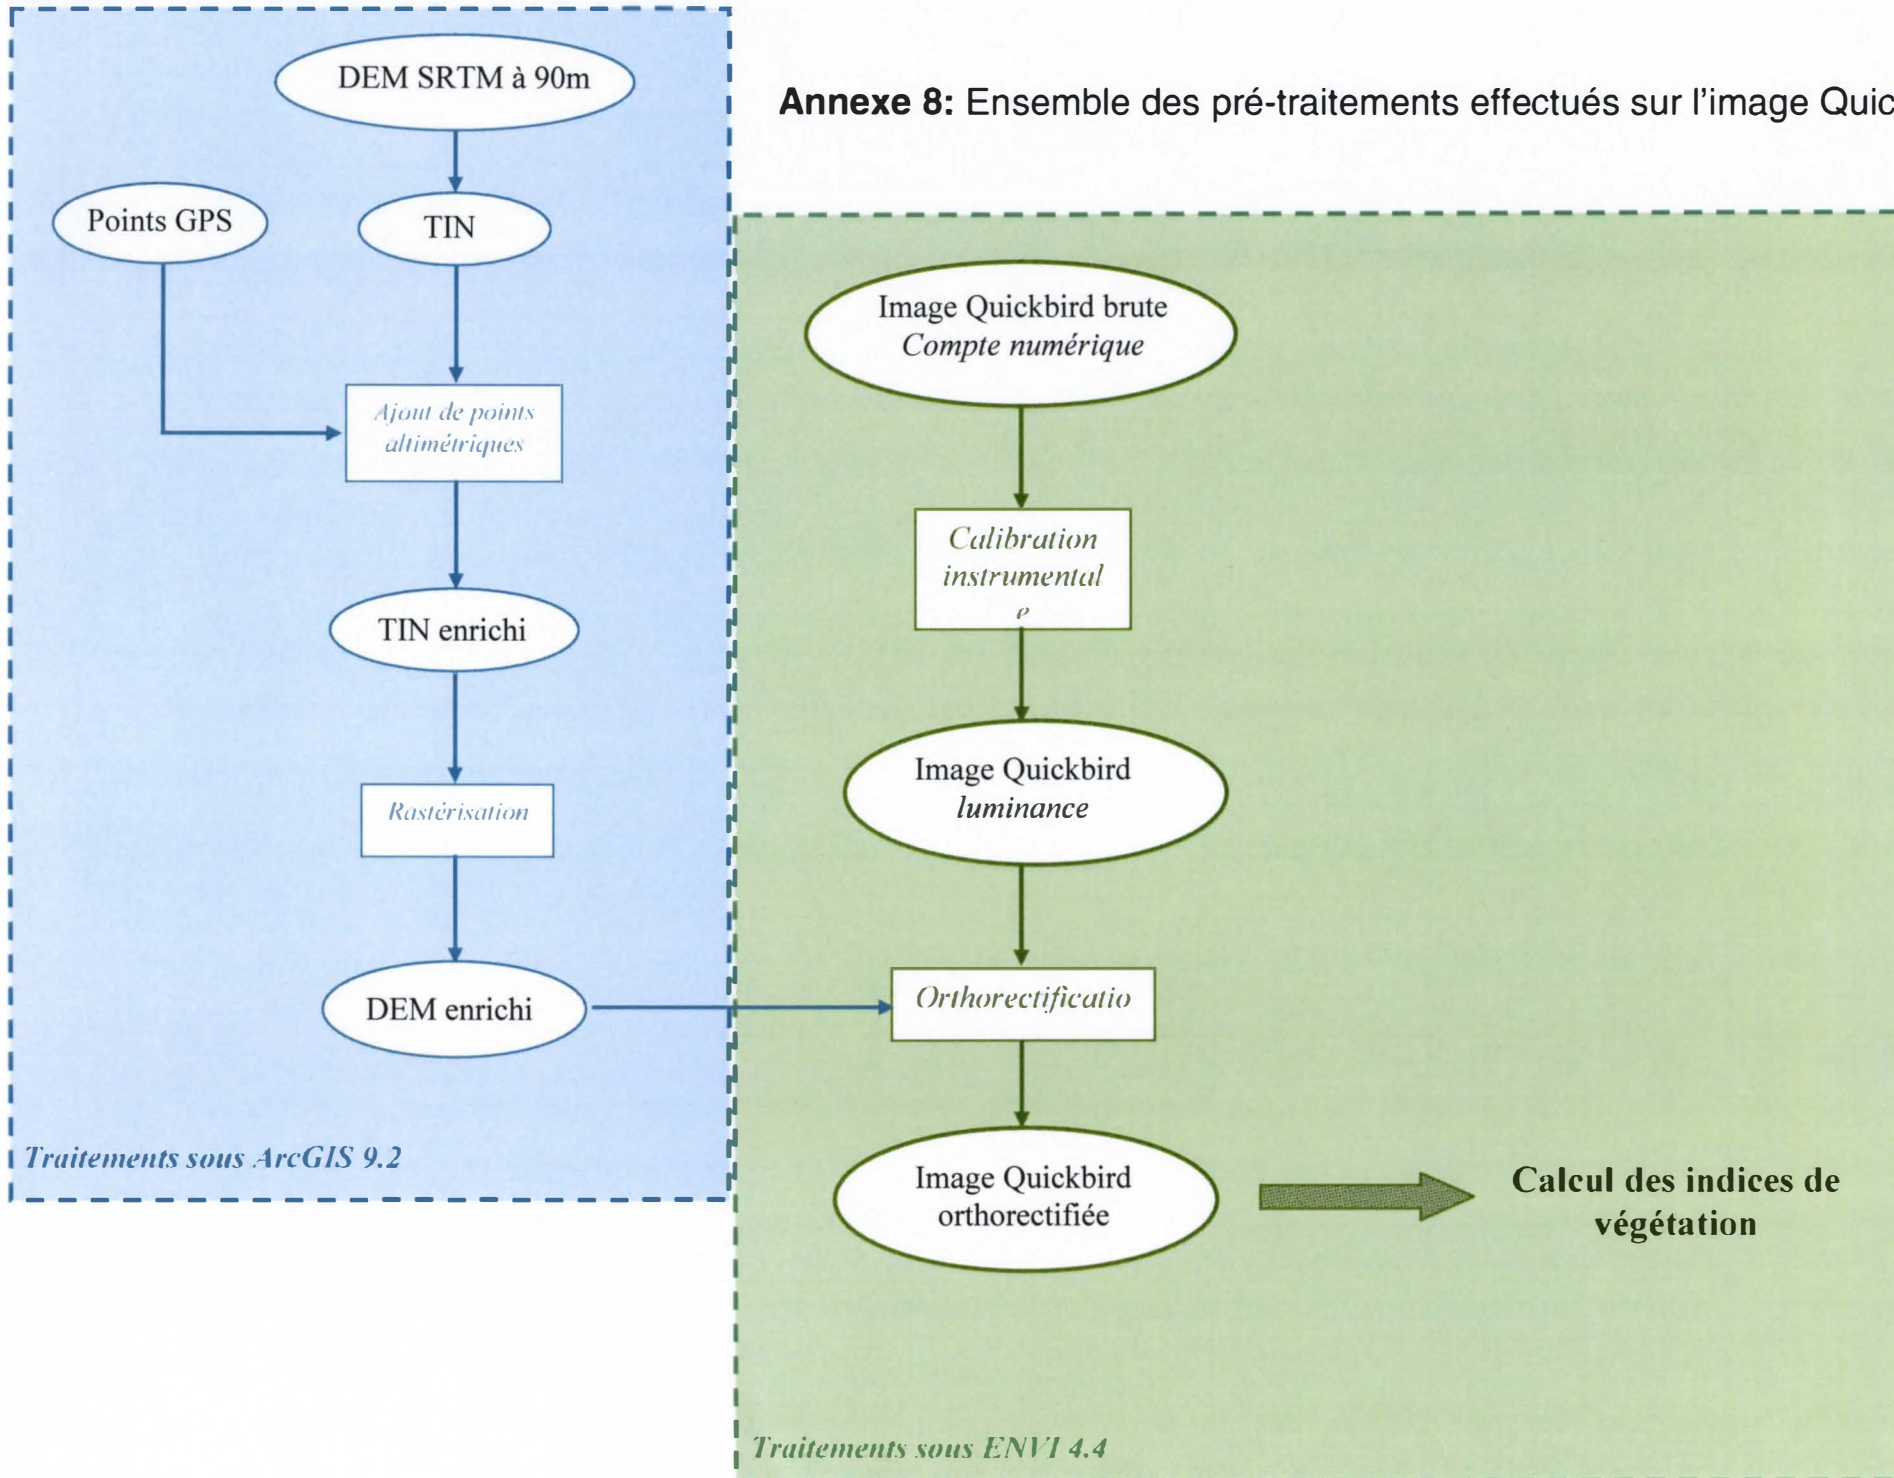 Annexe 8: Ensemble des pré-traitements effectués sur l'image Quic
DEM SRTM à 90m
Points GPS
TIN
Ajout de points
altimétriques
TIN enrichi
Rastérisation
DEM enrichi
Traitements sous ArcGIS 9.2
Image Quickbird brute
Compte numérique
Calibration
instrumental
e
Image Quickbird
luminance
Orthorectificatio
Image Quickbird
orthorectifiée
Calcul des indices de
végétation
Traitements sous ENVI 4.4